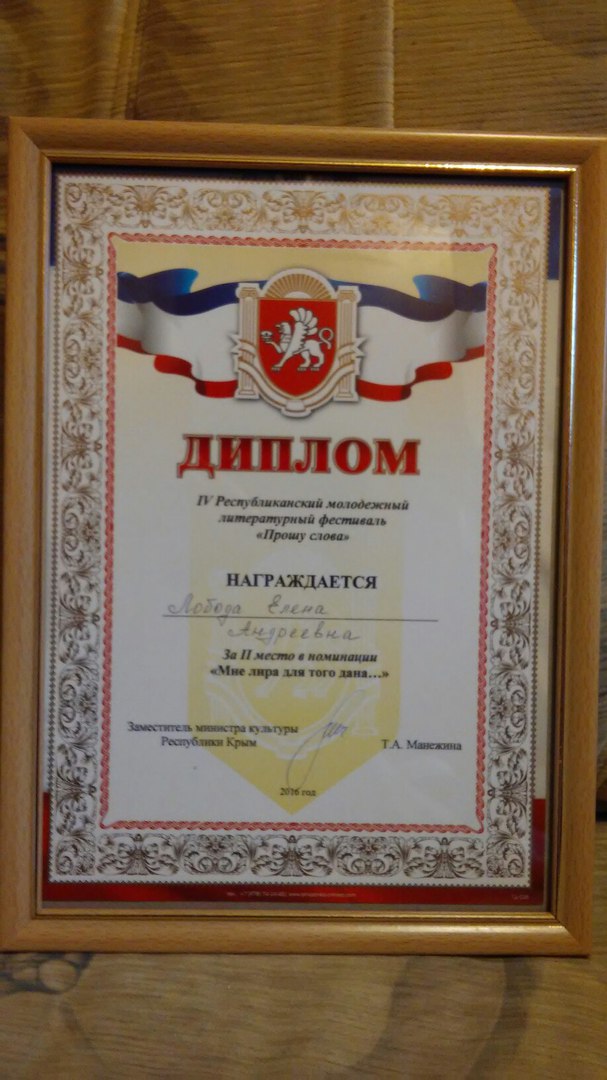 ДИПЛОМ
IV Республиканский молодежный
литературный фестиваль
«Прошу слова»
НАГРАЖДАЕТСЯ
Лобода Елена
Андреевна
За II место в номинации
«Мне лира для того дана...»
Заместитель министра культуры
Республики Крым
Т.А. Манежина
2016 год